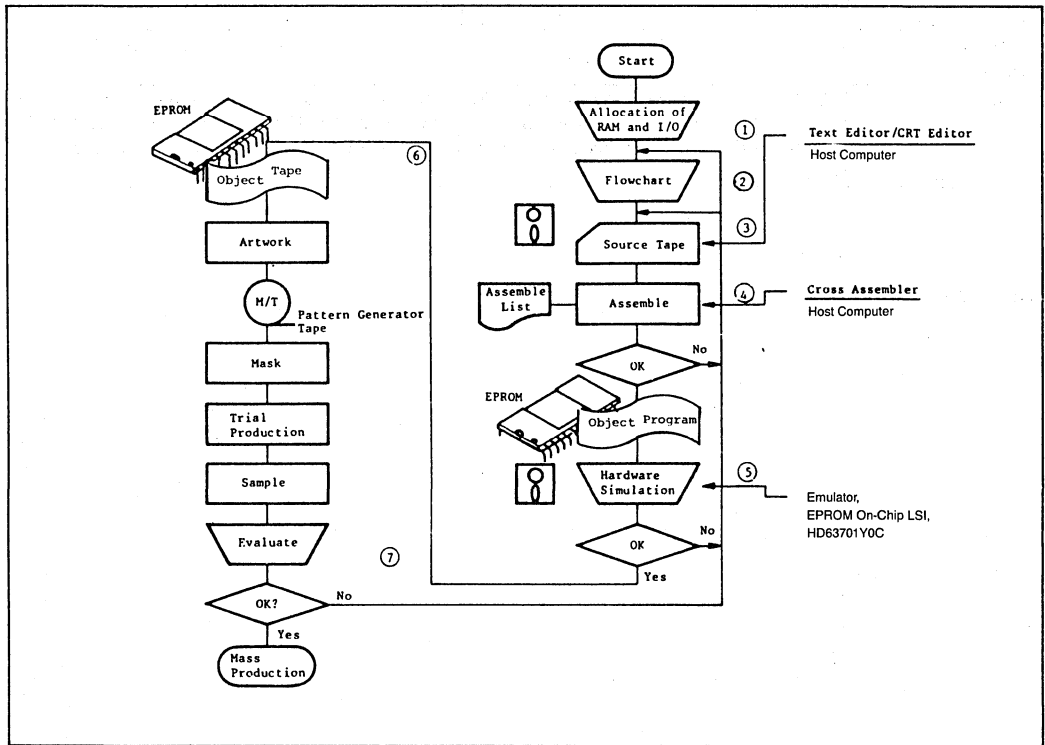 Start
Allocation of
RAM and I/O
①
Text Editor/CRT Editor
Host Computer
②
Flowchart
③
Source Tape
Assemble
List
Assemble
④
Cross Assembler
Host Computer
OK
No
EPROM
Object Program
Hardware
Simulation
⑤
Emulator,
EPROM On-Chip LSI,
HD63701Y0C
OK
No
Yes
EPROM
⑥
Object Tape
Artwork
M/T
Pattern Generator
Tape
Mask
Trial
Production
Sample
Evaluate
⑦
OK?
No
Yes
Mass
Production